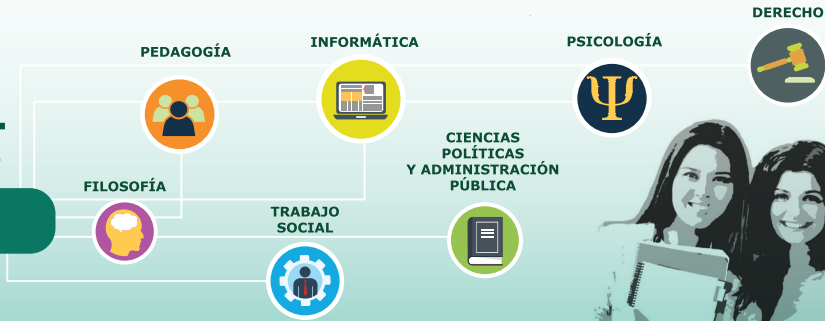 DERECHO
PEDAGOGÍA
INFORMÁTICA
PSICOLOGÍA
CIENCIAS
POLÍTICAS
Y ADMINISTRACIÓN
PÚBLICA
FILOSOFÍA
TRABAJO
SOCIAL